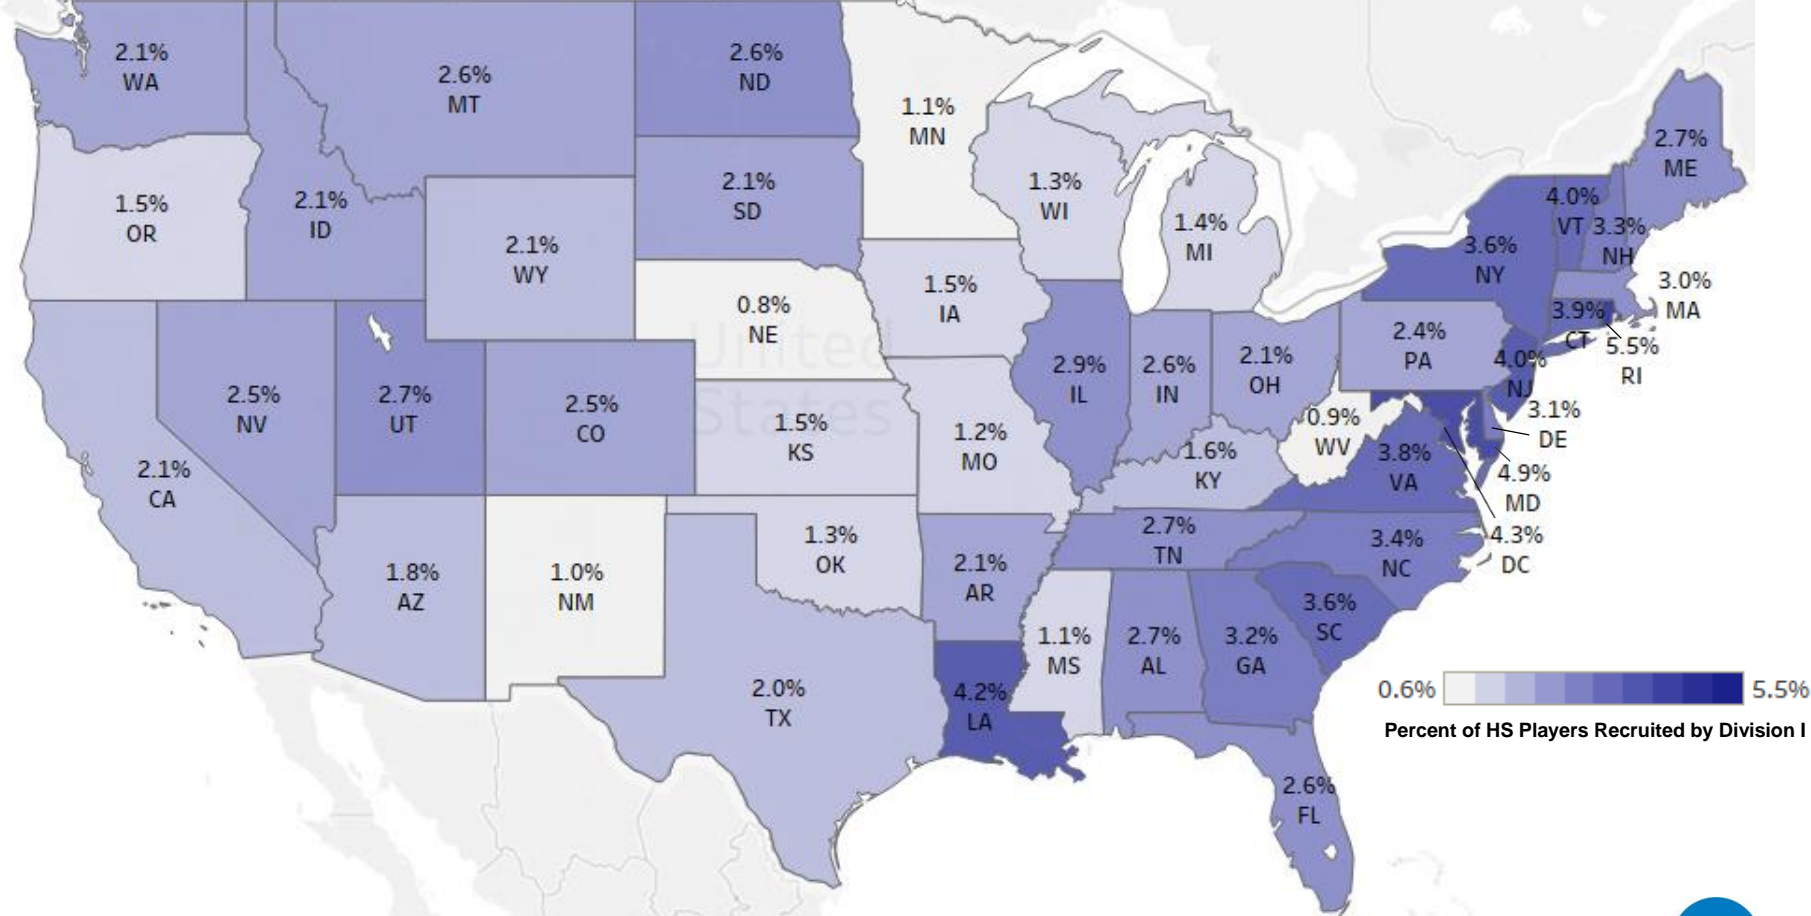 2.1%
WA
2.6%
MT
2.6%
ND
1.1%
MN
1.5%
OR
2.1%
ID
2.1%
WY
2.1%
SD
1.3%
WI
1.4%
MI
2.7%
ME
4.0%
VT
3.3%
NH
3.6%
NY
3.0%
MA
3.9%
CT
5.5%
RI
0.8%
NE
1.5%
IA
United
States
2.5%
NV
2.7%
UT
2.5%
CO
1.5%
KS
1.2%
MO
2.9%
IL
2.6%
IN
2.1%
OH
2.4%
PA
4.0%
NJ
3.1%
DE
0.9%
WV
3.8%
VA
4.9%
MD
4.3%
DC
2.1%
CA
1.6%
KY
2.7%
TN
3.4%
NC
1.8%
AZ
1.0%
NM
1.3%
OK
2.1%
AR
3.6%
SC
1.1%
MS
2.7%
AL
3.2%
GA
2.0%
TX
4.2%
LA
2.6%
FL
0.6% 5.5%
Percent of HS Players Recruited by Division I